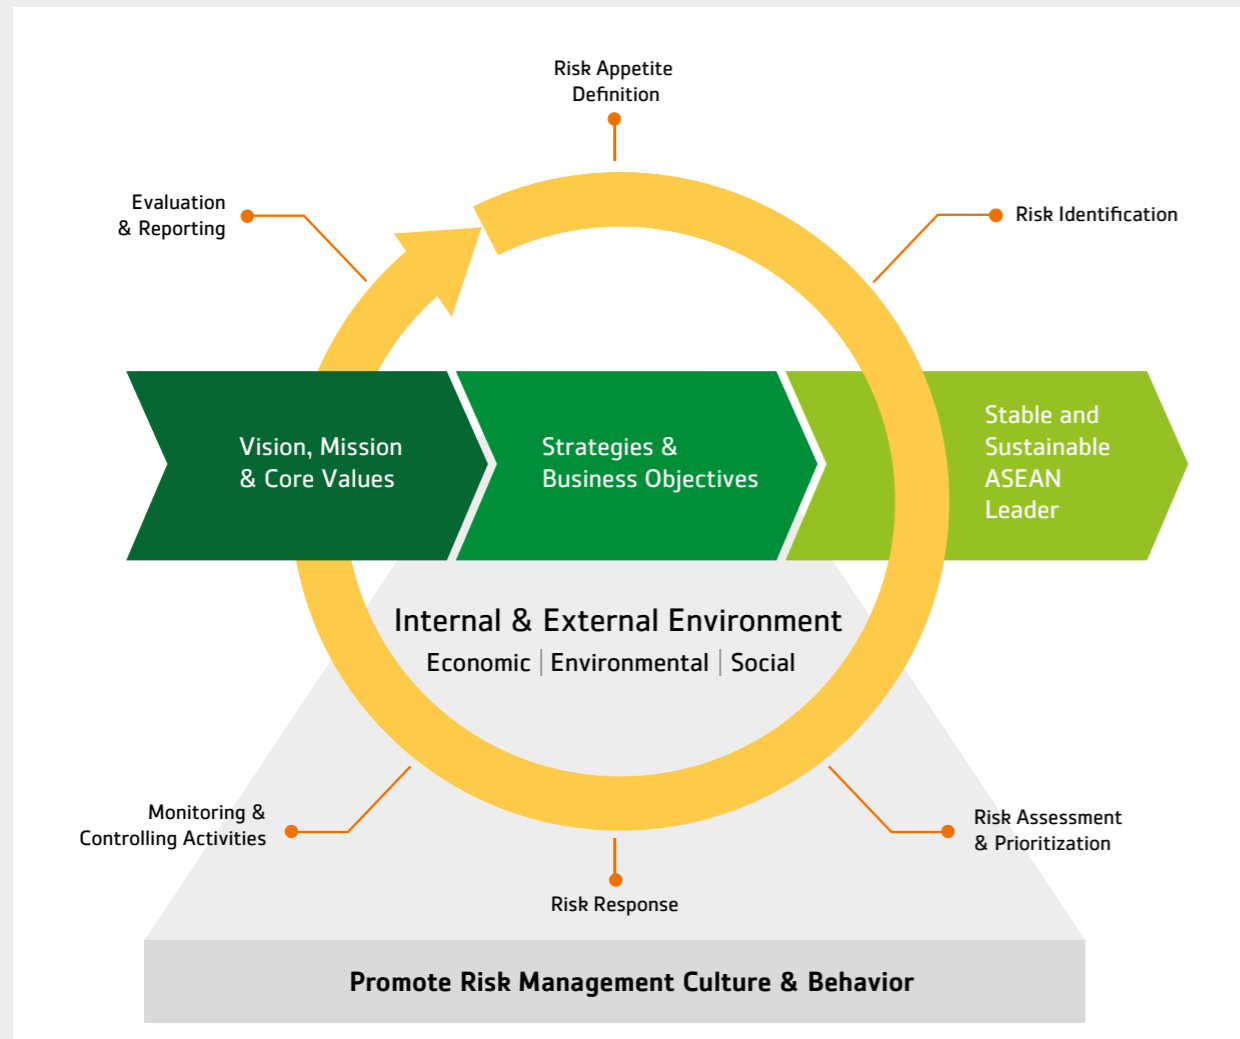 Risk Appetite
Definition
Evaluation
& Reporting
Risk Identification
Vision, Mission
& Core Values
Strategies &
Business Objectives
Stable and
Sustainable
ASEAN
Leader
Internal & External Environment
Economic | Environmental | Social
Monitoring &
Controlling Activities
Risk Assessment
& Prioritization
Risk Response
Promote Risk Management Culture & Behavior